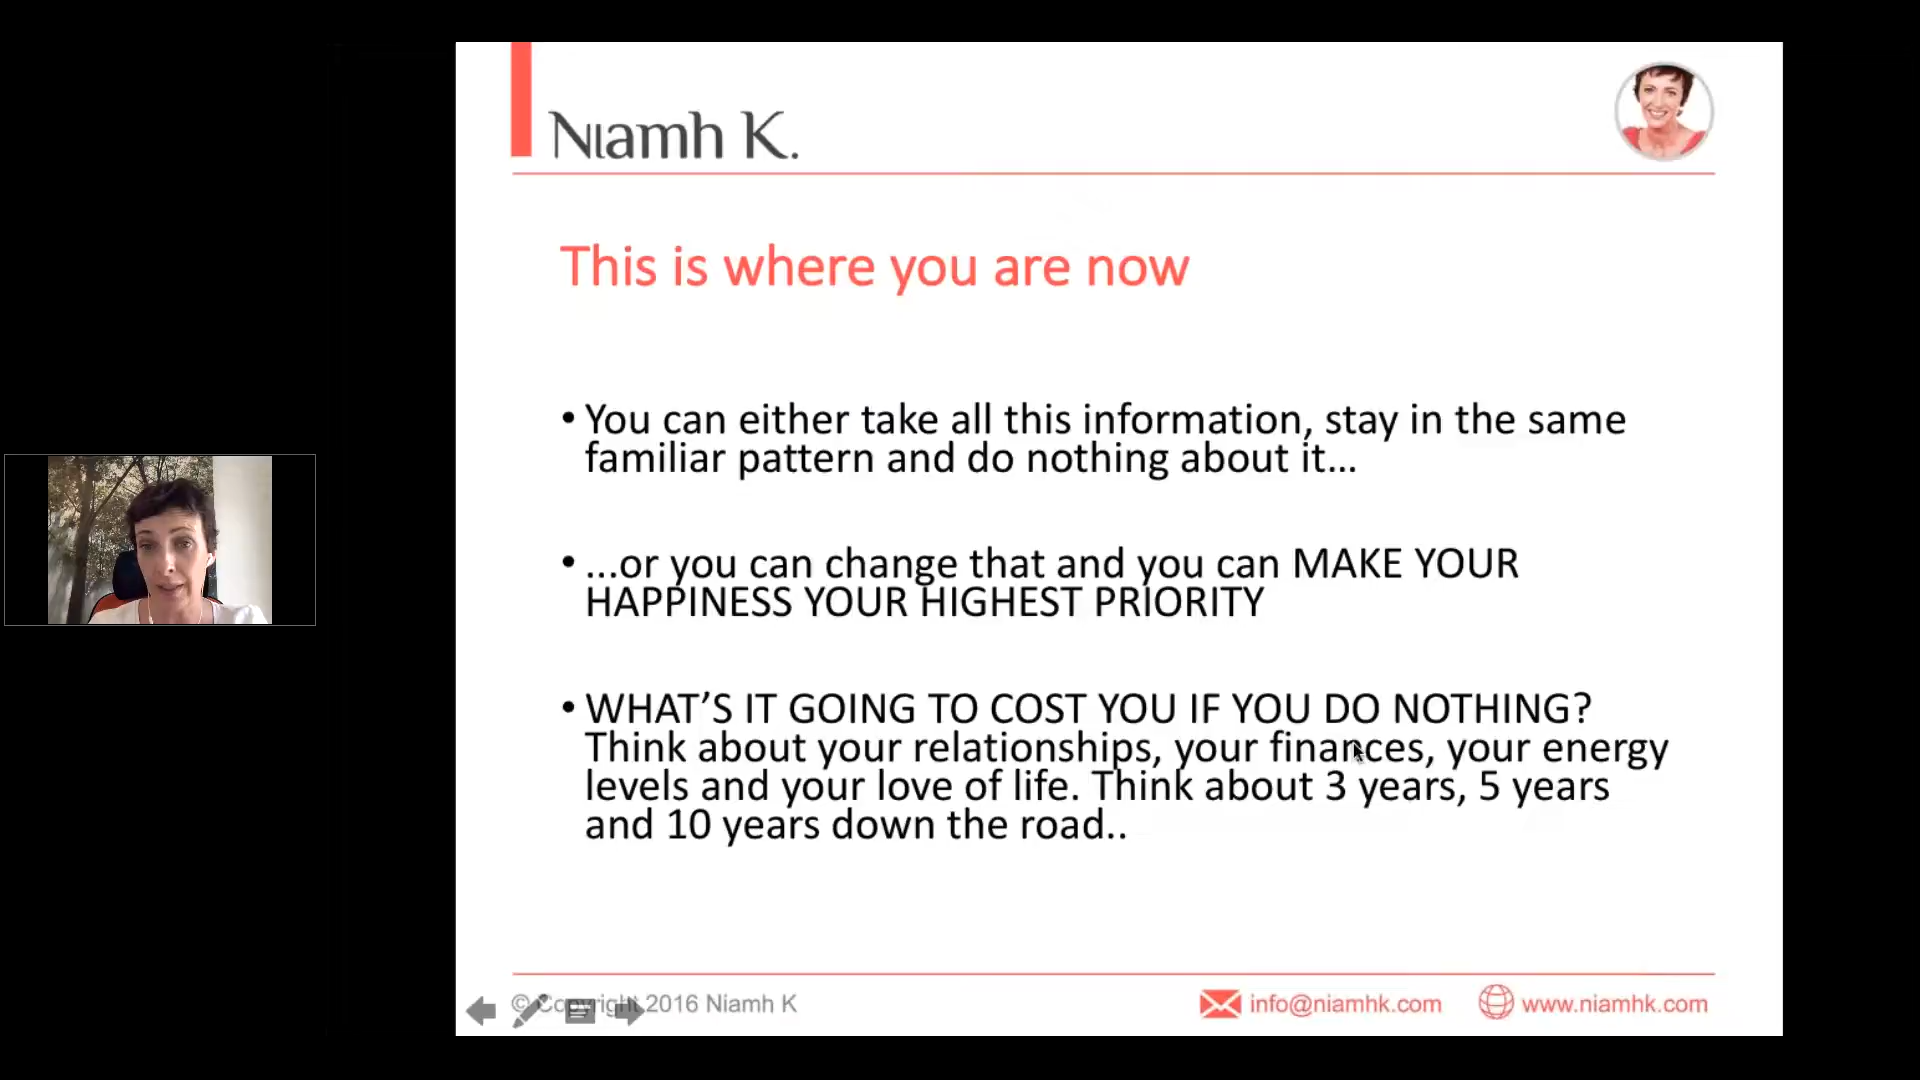 Niamh K.
This is where you are now
• You can either take all this information, stay in the same
familiar pattern and do nothing about it...
• ...or you can change that and you can MAKE YOUR
HAPPINESS YOUR HIGHEST PRIORITY
• WHAT’S IT GOING TO COST YOU IF YOU DO NOTHING?
Think about your relationships, your finances, your energy
levels and your love of life. Think about 3 years, 5 years
and 10 years down the road..
© Copyright 2016 Niamh K
info@niamhk.com
www.niamhk.com